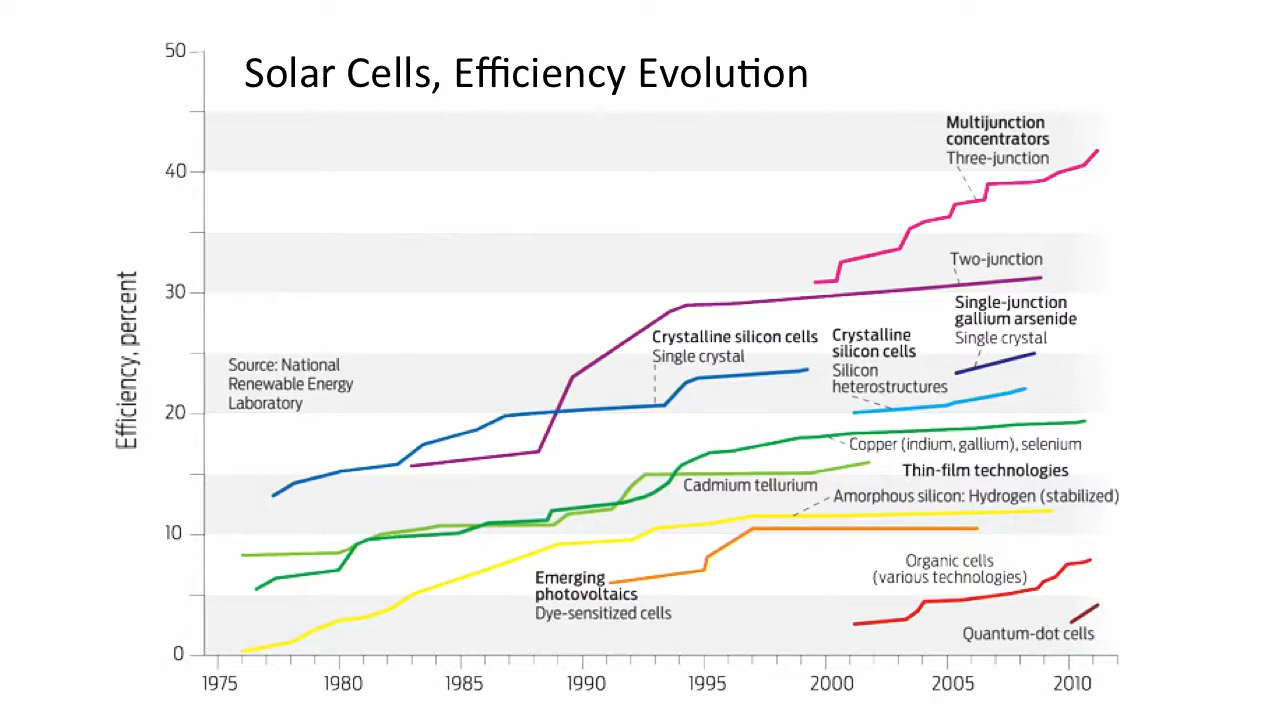 Solar Cells, Efficiency Evolution
50
40
30
20
10
0
Efficiency, percent
Source: National
Renewable Energy
Laboratory
Multijunction
concentrators
Three-junction
Two-junction
Single-junction
gallium arsenide
Single crystal
Crystalline silicon cells
Single crystal
Crystalline
silicon cells
Silicon
heterostructures
Copper (indium, gallium), selenium
Thin-film technologies
Cadmium tellurium
Amorphous silicon: Hydrogen (stabilized)
Emerging
photovoltaics
Dye-sensitized cells
Organic cells
(various technologies)
Quantum-dot cells
1975 1980 1985 1990 1995 2000 2005 2010